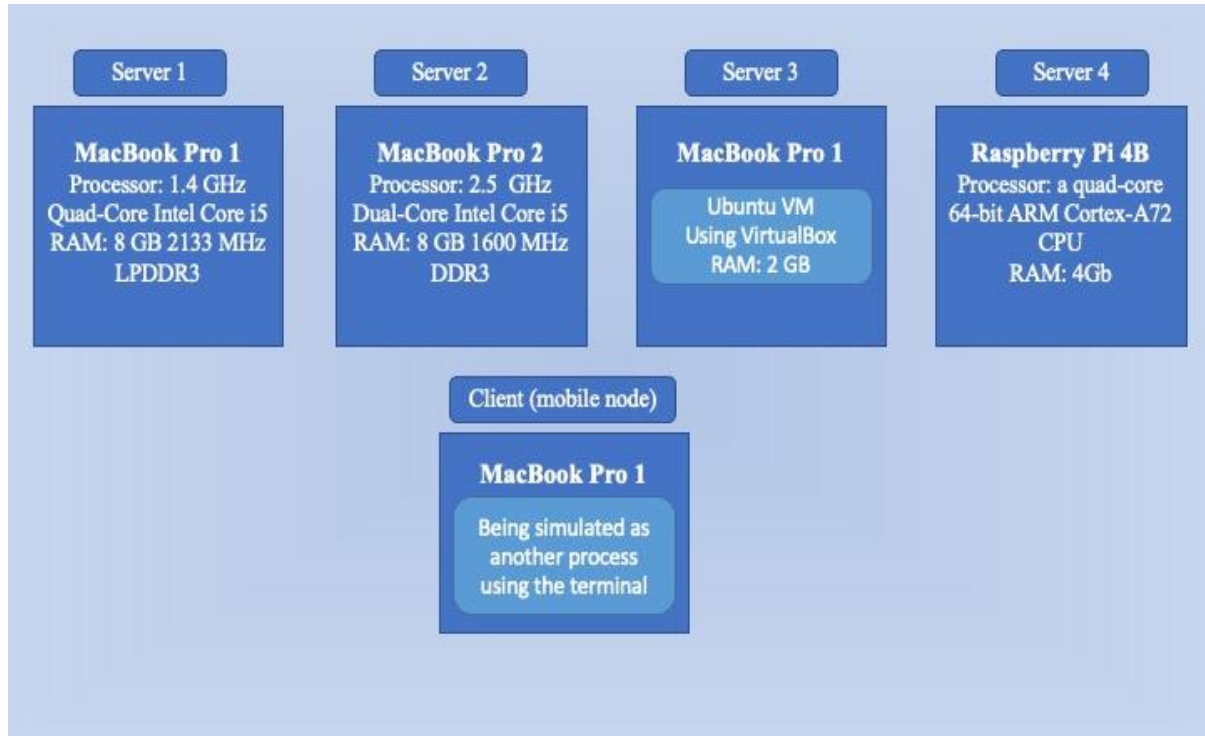 Server 1
MacBook Pro 1
Processor: 1.4 GHz
Quad-Core Intel Core i5
RAM: 8 GB 2133 MHz
LPDDR3
Server 2
MacBook Pro 2
Processor: 2.5 GHz
Dual-Core Intel Core i5
RAM: 8 GB 1600 MHz
DDR3
Server 3
MacBook Pro 1
Ubuntu VM
Using VirtualBox
RAM: 2 GB
Server 4
Raspberry Pi 4B
Processor: a quad-core
64-bit ARM Cortex-A72
CPU
RAM: 4Gb
Client (mobile node)
MacBook Pro 1
Being simulated as
another process
using the terminal